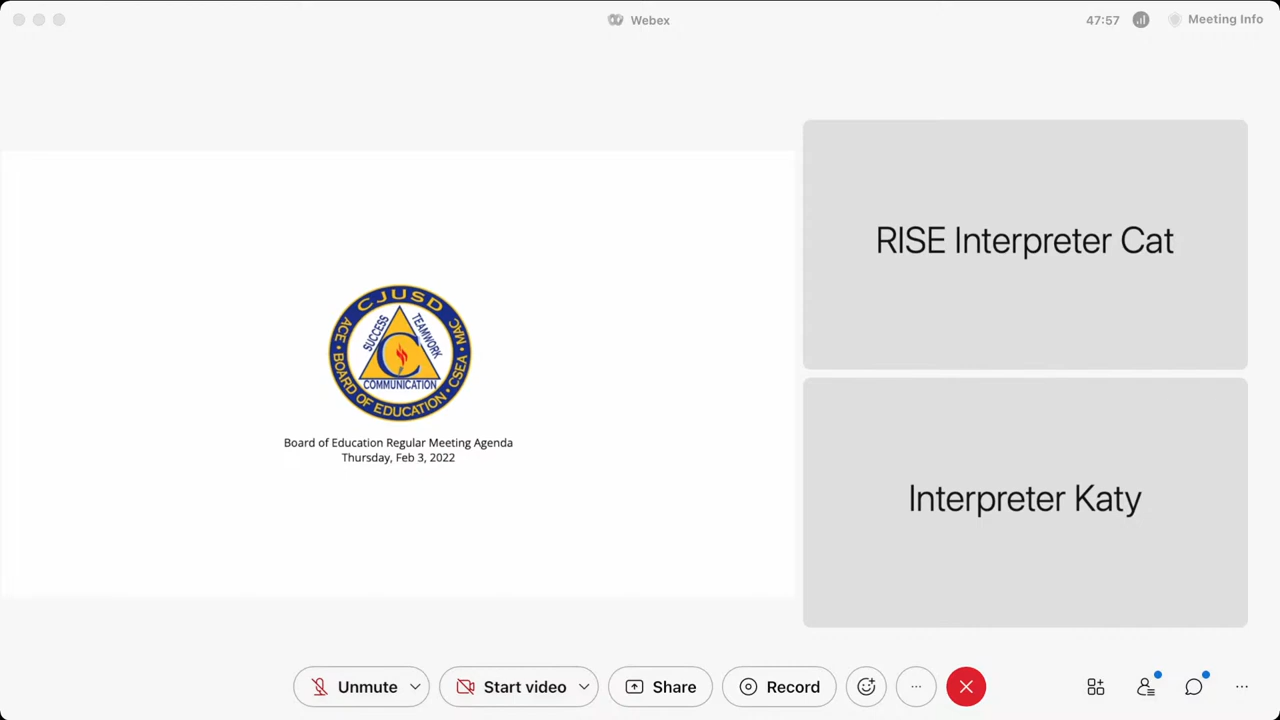 Webex
47:57
Meeting Info
CJUSD
ACE • BOARD OF EDUCATION • CSEA • MAC
SUCCESS
TEAMWORK
C
COMMUNICATION
Board of Education Regular Meeting Agenda
Thursday, Feb 3, 2022
RISE Interpreter Cat
Interpreter Katy
Unmute
Start video
Share
Record